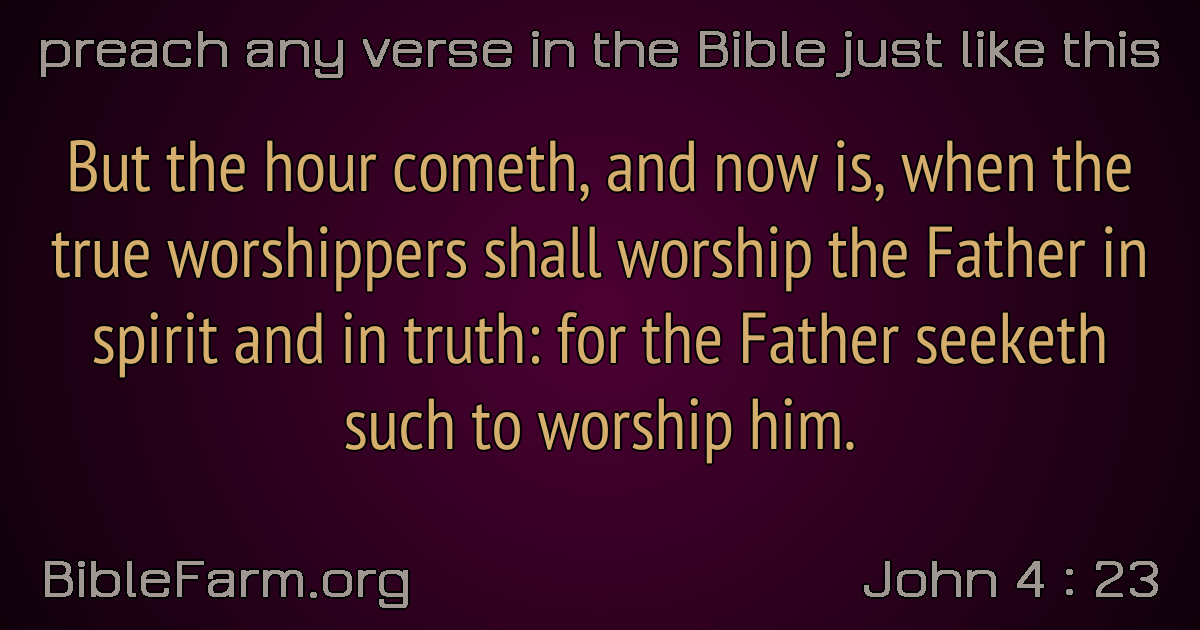 preach any verse in the Bible just like this
But the hour cometh, and now is, when the
true worshippers shall worship the Father in
spirit and in truth: for the Father seeketh
such to worship him.
BibleFarm.org
John 4 : 23